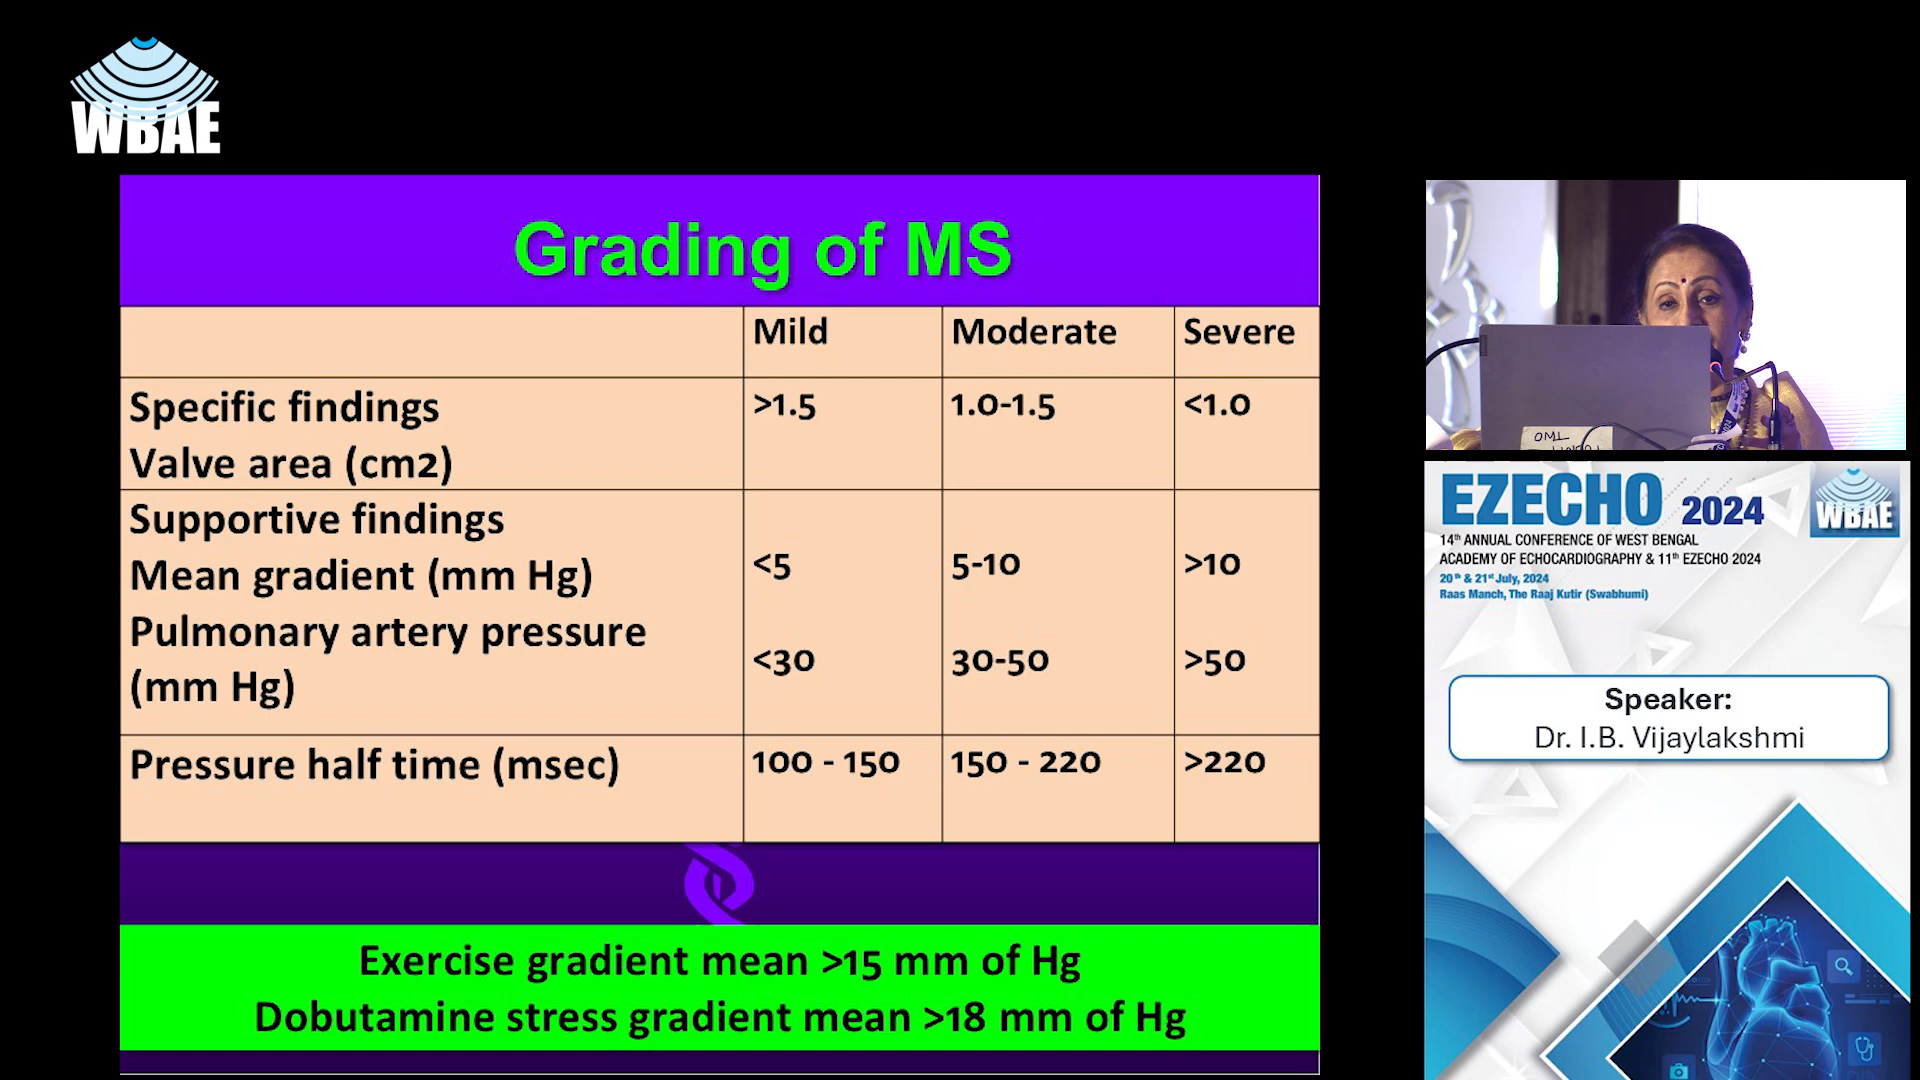 WBAE
Grading of MS
Mild Moderate Severe
Specific findings
Valve area (cm2)
>1.5 1.0-1.5 <1.0
Supportive findings
Mean gradient (mm Hg)
<5 5-10 >10
Pulmonary artery pressure
(mm Hg)
<30 30-50 >50
Pressure half time (msec) 100 - 150 150 - 220 >220
Exercise gradient mean >15 mm of Hg
Dobutamine stress gradient mean >18 mm of Hg
OMT
EZECHO 2024
WBAE
14th ANNUAL CONFERENCE OF WEST BENGAL
ACADEMY OF ECHOCARDIOGRAPHY & 11th EZECHO 2024
20th & 21st July, 2024
Raas Manch, The Raaj Kutir (Swabhumi)
Speaker:
Dr. I.B. Vijaylakshmi